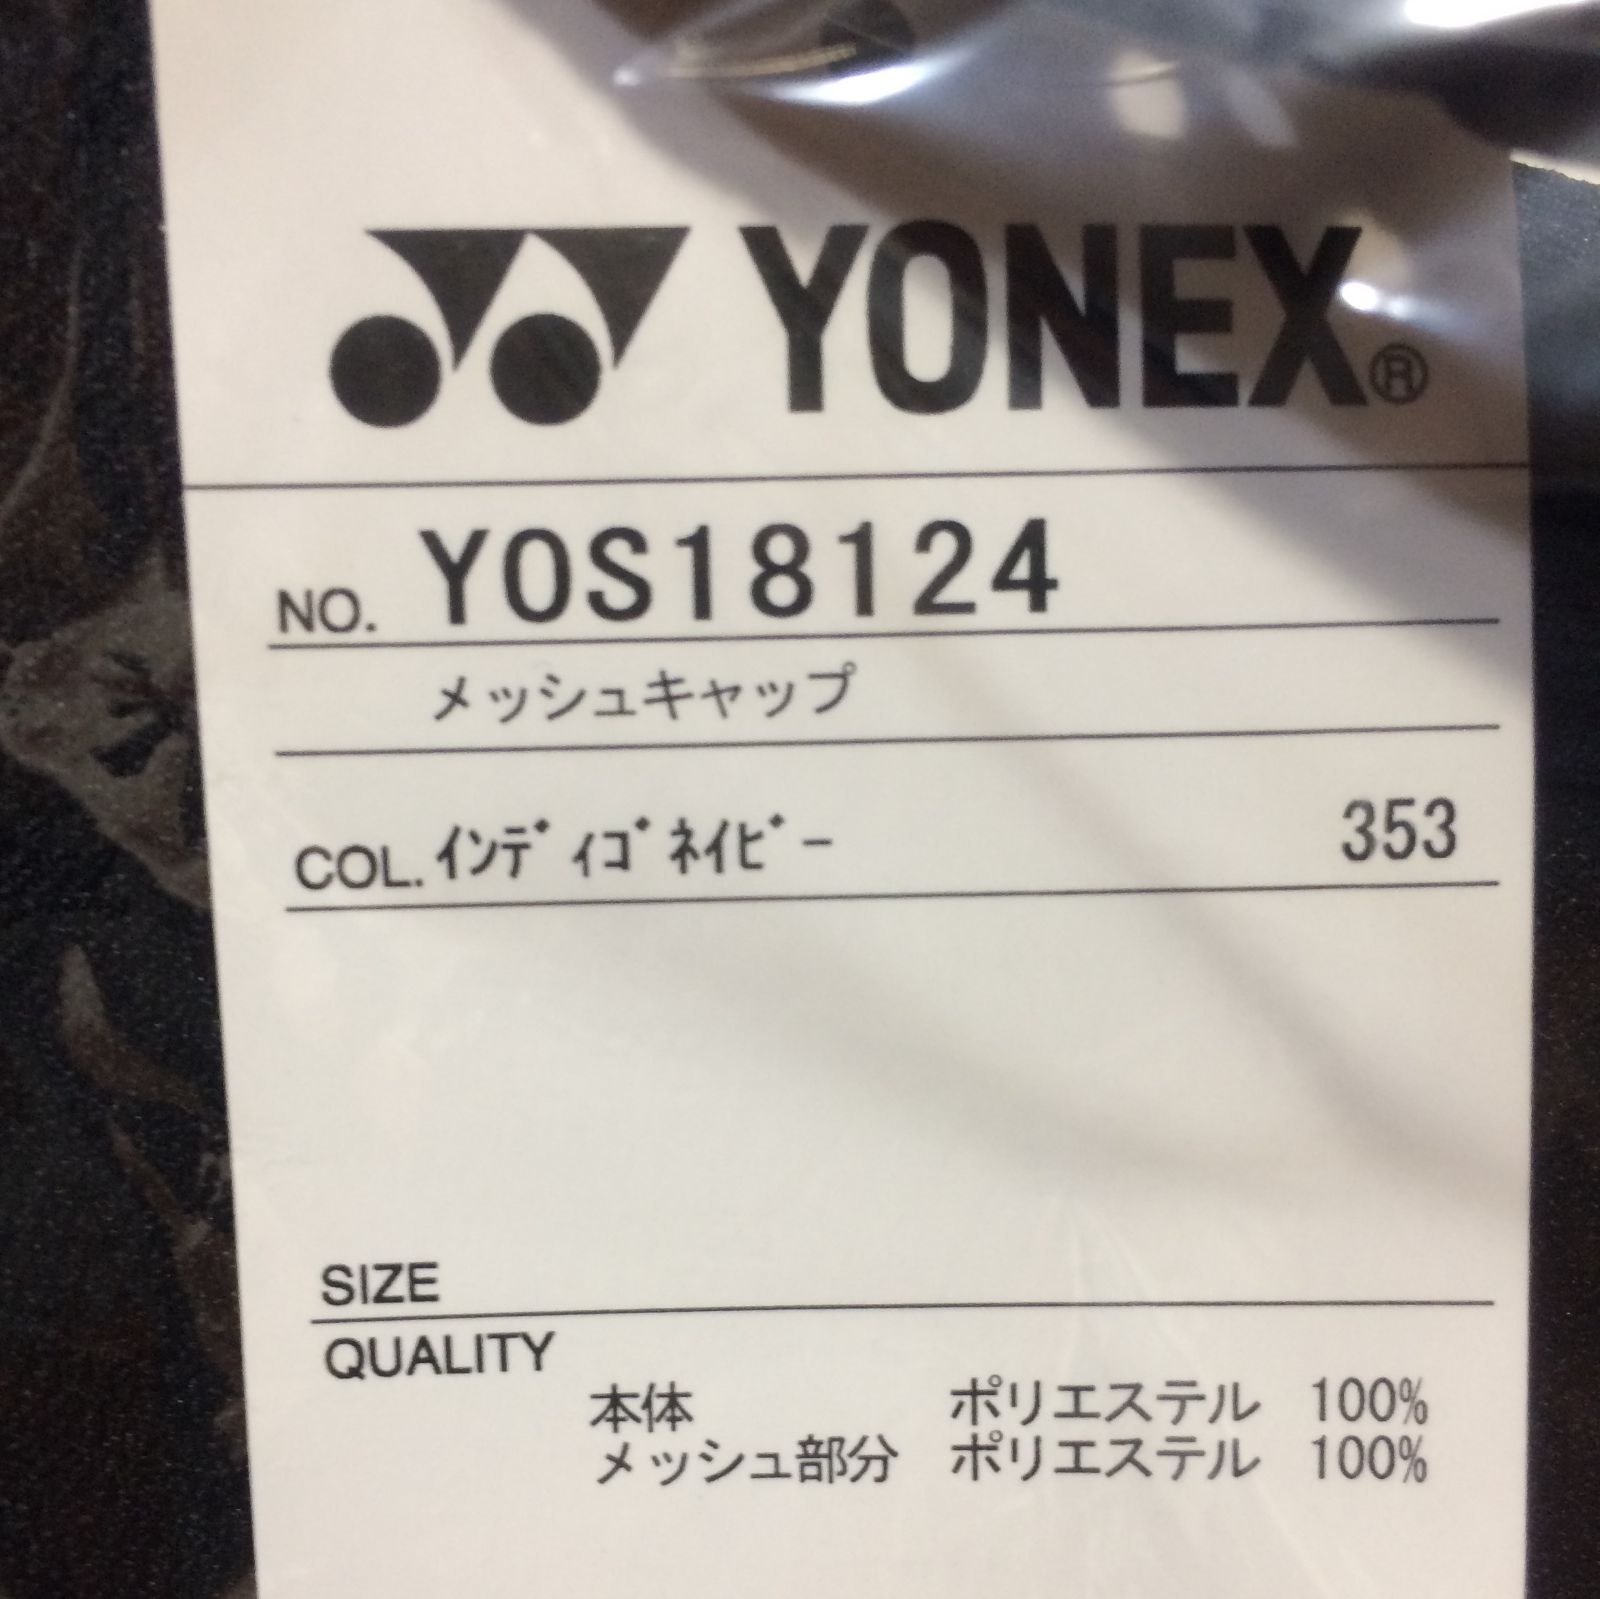 YONEX®
NO. YOS18124
メッシュキャップ
COL. ｲﾝﾃﾞｨｺﾞﾈｲﾋﾞｰ 353
SIZE
QUALITY
本体 ポリエステル 100%
メッシュ部分 ポリエステル 100%